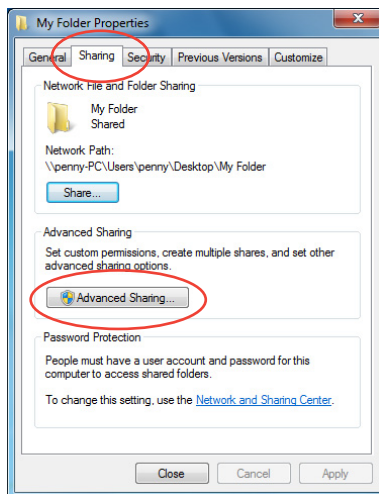 My Folder Properties
General Sharing Security Previous Versions Customize
Network File and Folder Sharing
My Folder
Shared
Network Path:
\\penny-PC\Users\penny\Desktop\My Folder
Share...
Advanced Sharing
Set custom permissions, create multiple shares, and set other
advanced sharing options.
Advanced Sharing...
Password Protection
People must have a user account and password for this
computer to access shared folders.
To change this setting, use the Network and Sharing Center.
Close Cancel Apply